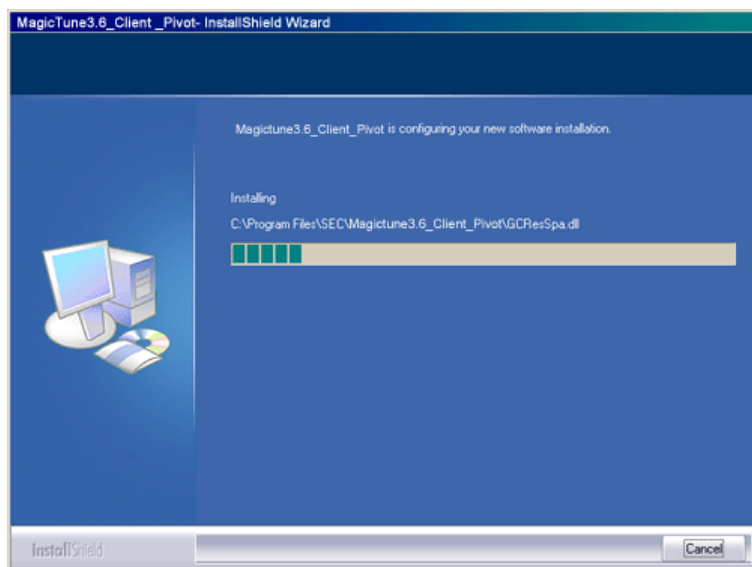 MagicTune3.6_Client _Pivot- InstallShield Wizard
Magictune3.6_Client_Pivot is configuring your new software installation.
Installing
C:\Program Files\SEC\Magictune3.6_Client_Pivot\GCResSpa.dll
InstallShield
Cancel